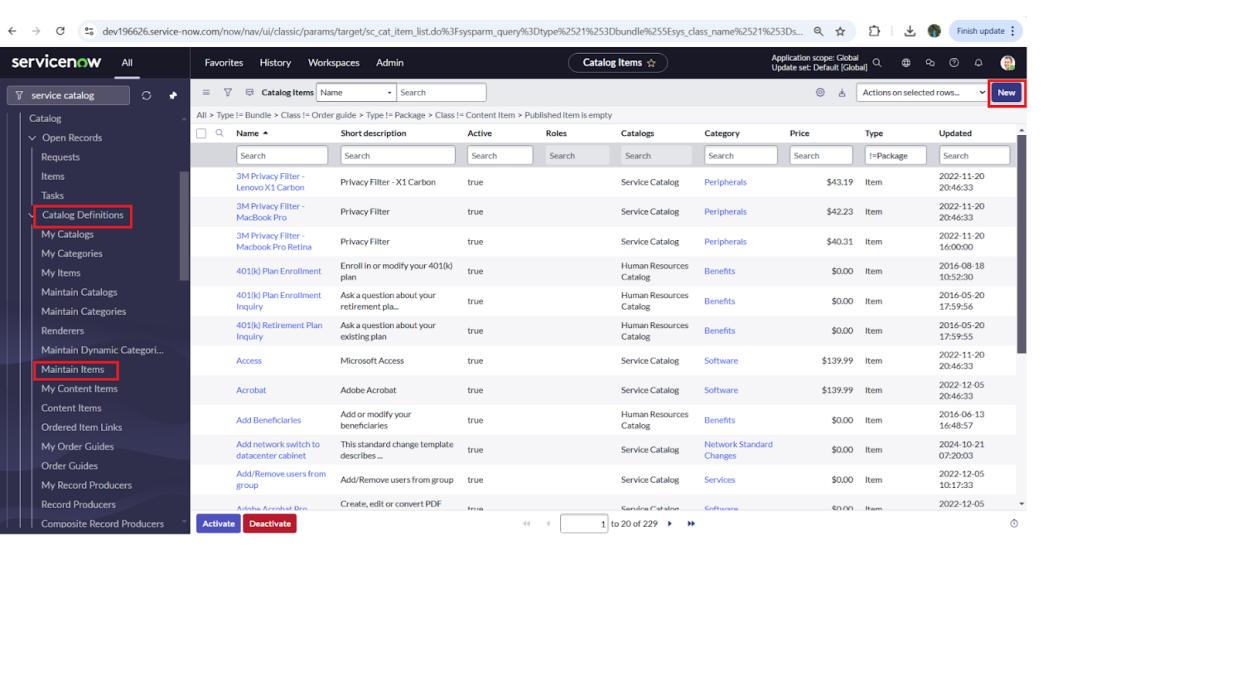 dev196626.service-now.com/now/nav/ui/classic/params/target/sc_cat_item_list.do%3Fsysparm_query%3Dtype%2521%253Dbundle%255Esys_class_name%2521%253Ds...
Finish update
servicenow All Favorites History Workspaces Admin
Catalog Items
Application scope: Global
Update set: Default [Global]
service catalog
Catalog
Open Records
Requests
Items
Tasks
Catalog Definitions
My Catalogs
My Categories
My Items
Maintain Catalogs
Maintain Categories
Renderers
Maintain Dynamic Categori...
Maintain Items
My Content Items
Content Items
Ordered Item Links
My Order Guides
Order Guides
My Record Producers
Record Producers
Composite Record Producers
Catalog Items Name Search Actions on selected rows... New
All > Type != Bundle > Class != Order guide > Type != Package > Class != Content Item > Published item is empty
Name Short description Active Roles Catalogs Category Price Type Updated
Search Search Search Search Search Search Search !=Package Search
3M Privacy Filter - Lenovo X1 Carbon Privacy Filter - X1 Carbon true Service Catalog Peripherals $43.19 Item 2022-11-20 20:46:33
3M Privacy Filter - MacBook Pro Privacy Filter true Service Catalog Peripherals $42.23 Item 2022-11-20 20:46:33
3M Privacy Filter - Macbook Pro Retina Privacy Filter true Service Catalog Peripherals $40.31 Item 2022-11-20 16:00:00
401(k) Plan Enrollment Enroll in or modify your 401(k) plan true Human Resources Catalog Benefits $0.00 Item 2016-08-18 10:52:30
401(k) Plan Enrollment Inquiry Ask a question about your retirement pla... true Human Resources Catalog Benefits $0.00 Item 2016-05-20 17:59:56
401(k) Retirement Plan Inquiry Ask a question about your existing plan true Human Resources Catalog Benefits $0.00 Item 2016-05-20 17:59:55
Access Microsoft Access true Service Catalog Software $139.99 Item 2022-11-20 20:46:33
Acrobat Adobe Acrobat true Service Catalog Software $139.99 Item 2022-12-05 20:46:33
Add Beneficiaries Add or modify your beneficiaries true Human Resources Catalog Benefits $0.00 Item 2016-06-13 16:48:57
Add network switch to datacenter cabinet This standard change template describes ... true Service Catalog Network Standard Changes $0.00 Item 2024-10-21 07:20:03
Add/Remove users from group Add/Remove users from group true Service Catalog Services $0.00 Item 2022-12-05 10:17:33
Adobe Acrobat Pro Create, edit or convert PDF true Service Catalog Software $0.00 Item 2022-12-05
Activate Deactivate 1 to 20 of 229